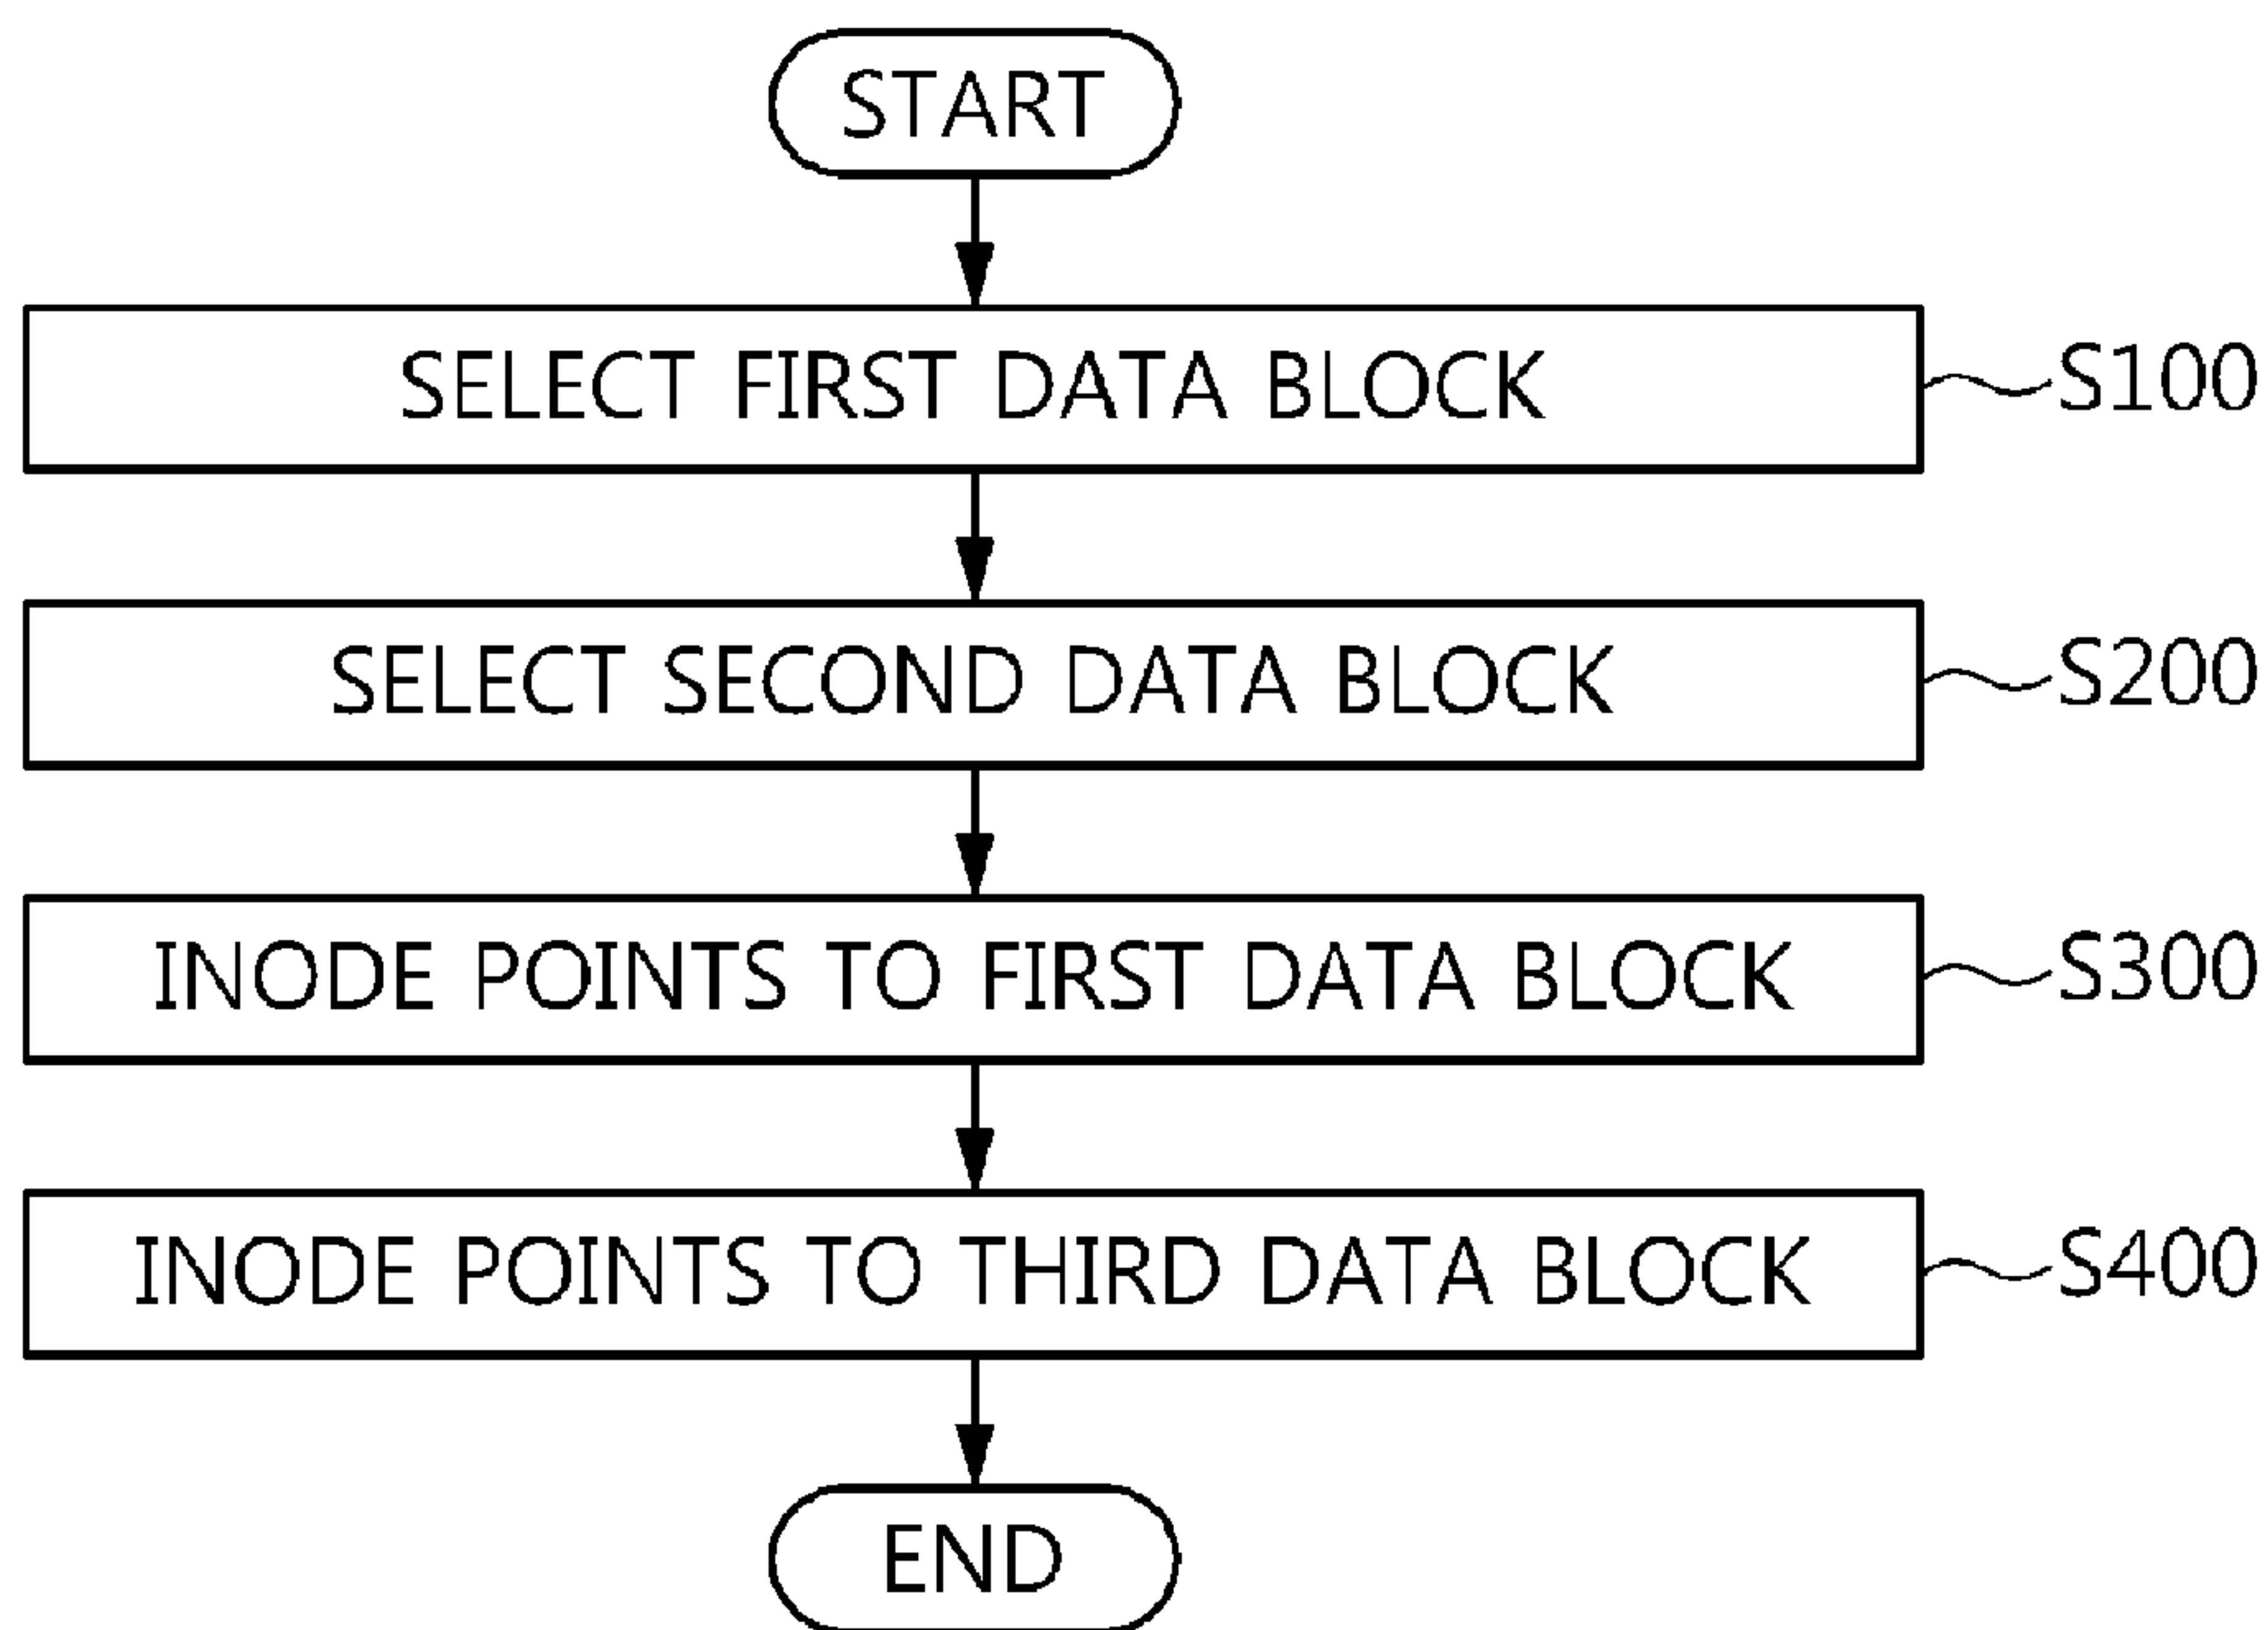 START
SELECT FIRST DATA BLOCK
S100
SELECT SECOND DATA BLOCK
S200
INODE POINTS TO FIRST DATA BLOCK
S300
INODE POINTS TO THIRD DATA BLOCK
S400
END